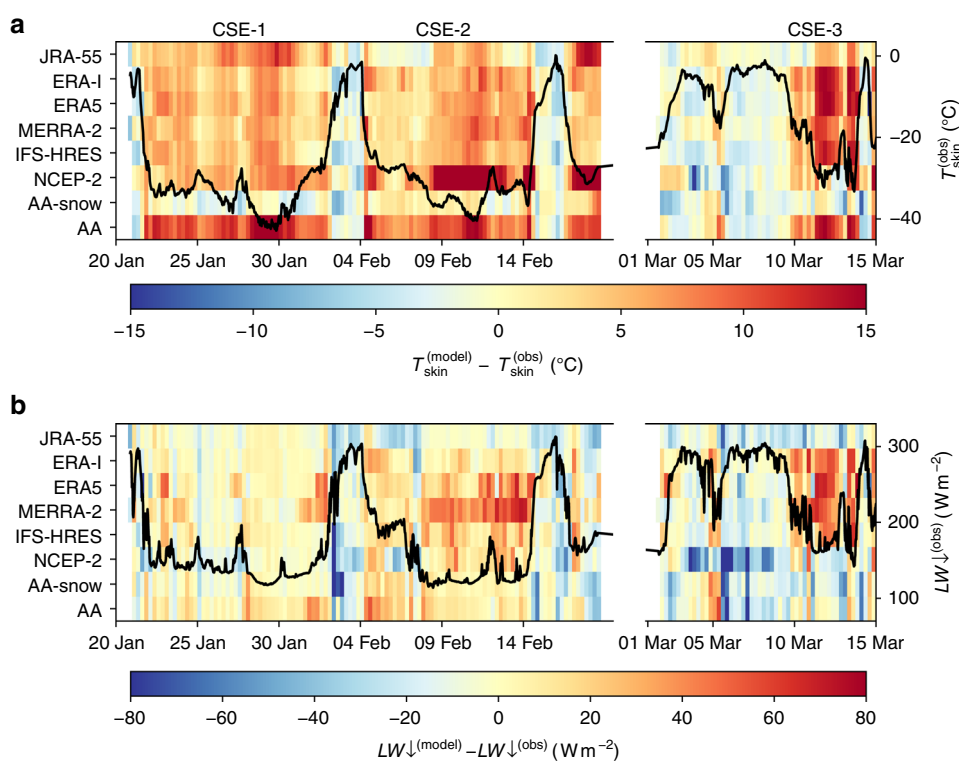 a
CSE-1 CSE-2 CSE-3
JRA-55
ERA-I
ERA5
MERRA-2
IFS-HRES
NCEP-2
AA-snow
AA
0
−20
−40
T_skin^(obs) (°C)
20 Jan 25 Jan 30 Jan 04 Feb 09 Feb 14 Feb 01 Mar 05 Mar 10 Mar 15 Mar
−15 −10 −5 0 5 10 15
T_skin^(model) − T_skin^(obs) (°C)
b
JRA-55
ERA-I
ERA5
MERRA-2
IFS-HRES
NCEP-2
AA-snow
AA
300
200
100
LW↓^(obs) (W m⁻²)
20 Jan 25 Jan 30 Jan 04 Feb 09 Feb 14 Feb 01 Mar 05 Mar 10 Mar 15 Mar
−80 −60 −40 −20 0 20 40 60 80
LW↓^(model) −LW↓^(obs) (W m⁻²)